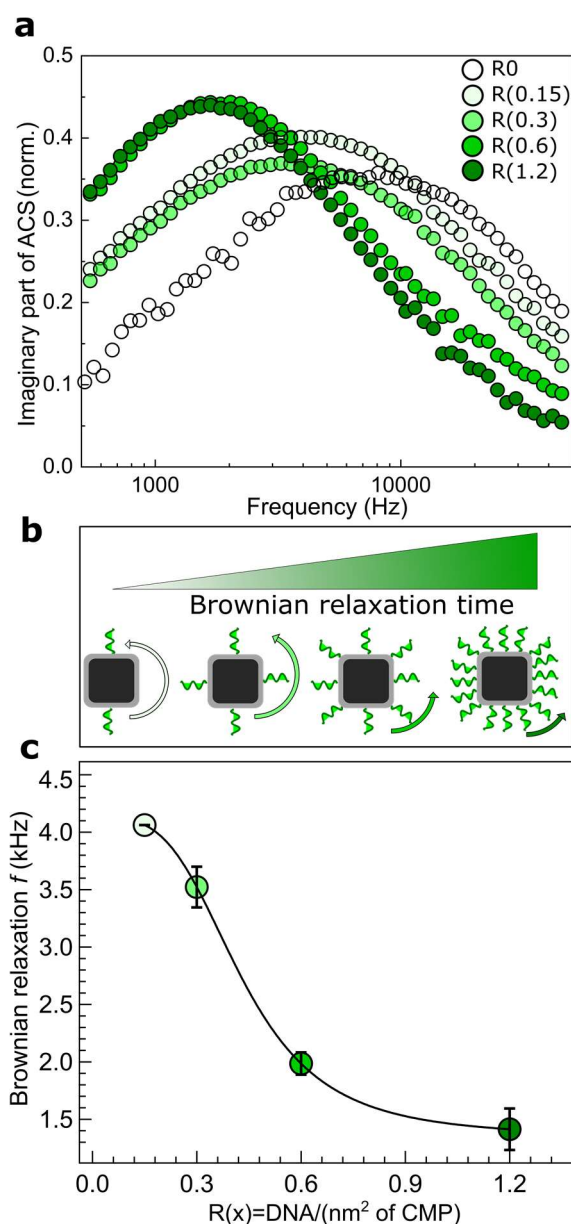 a
0.5
0.4
0.3
0.2
0.1
0.0
Imaginary part of ACS (norm.)
R0
R(0.15)
R(0.3)
R(0.6)
R(1.2)
1000
10000
Frequency (Hz)
b
Brownian relaxation time
c
4.5
4.0
3.5
3.0
2.5
2.0
1.5
Brownian relaxation f (kHz)
0.0
0.3
0.6
0.9
1.2
R(x)=DNA/(nm² of CMP)